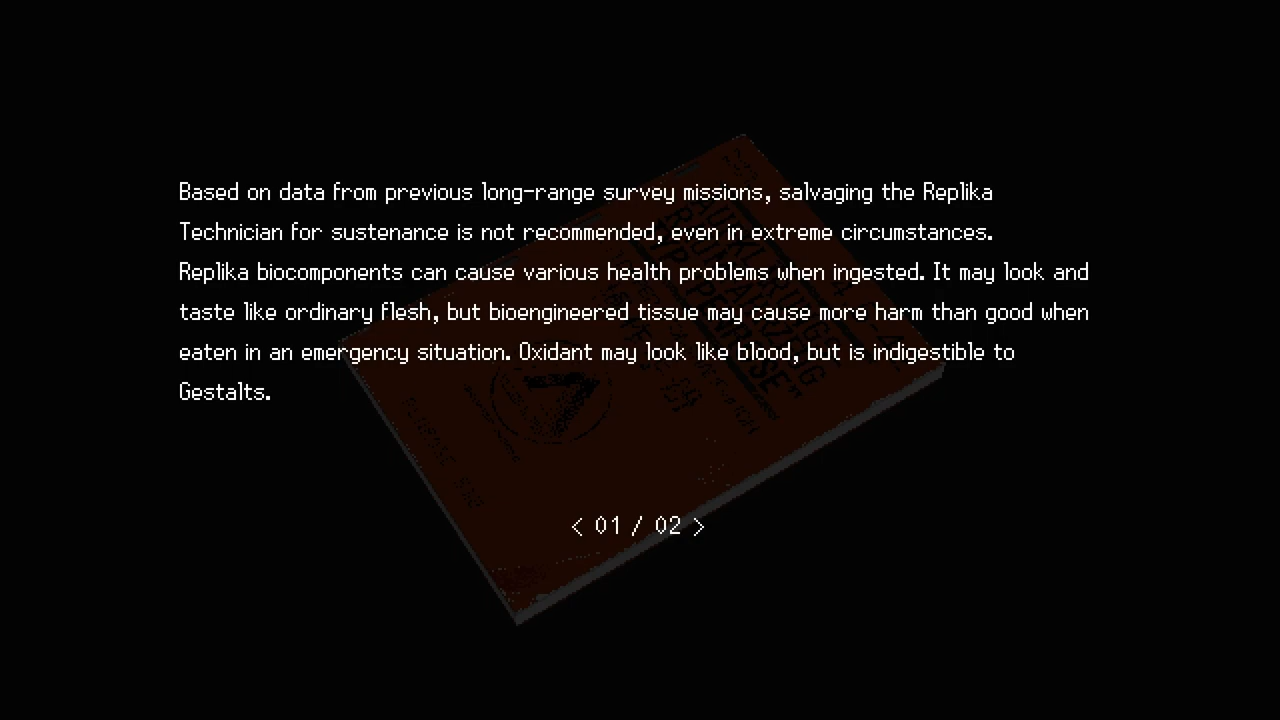 Based on data from previous long-range survey missions, salvaging the Replika
Technician for sustenance is not recommended, even in extreme circumstances.
Replika biocomponents can cause various health problems when ingested. It may look and
taste like ordinary flesh, but bioengineered tissue may cause more harm than good when
eaten in an emergency situation. Oxidant may look like blood, but is indigestible to
Gestalts.
< 01 / 02 >